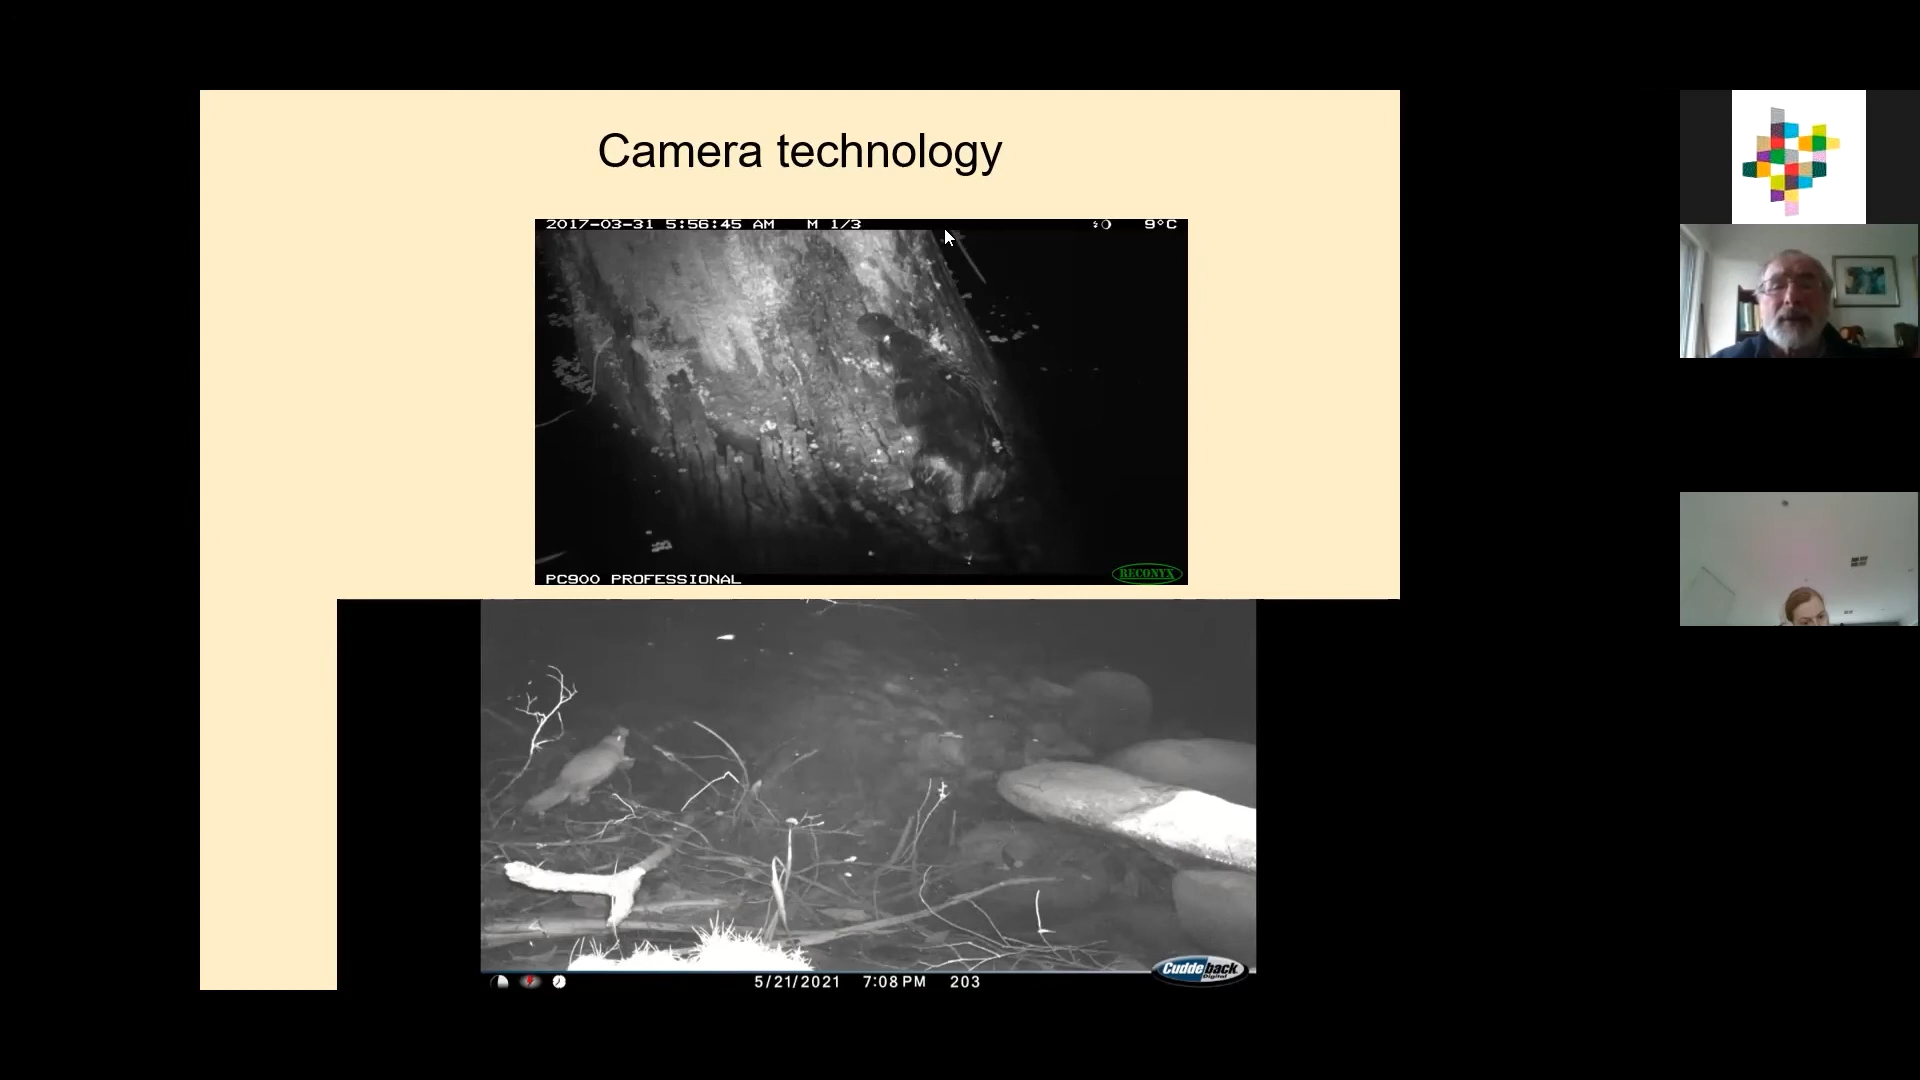 Camera technology
2017-03-31 5:56:45 AM M 1/3 9°C
PC900 PROFESSIONAL
RECONYX
5/21/2021 7:08 PM 203
Cuddeback
Digital